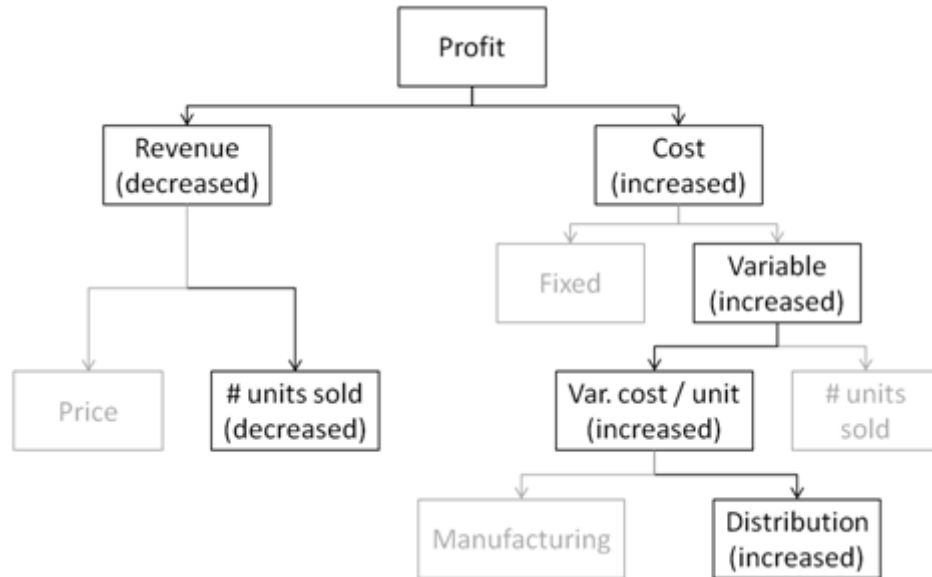 Profit
Revenue
(decreased)
Cost
(increased)
Fixed
Variable
(increased)
Price
# units sold
(decreased)
Var. cost / unit
(increased)
# units
sold
Manufacturing
Distribution
(increased)